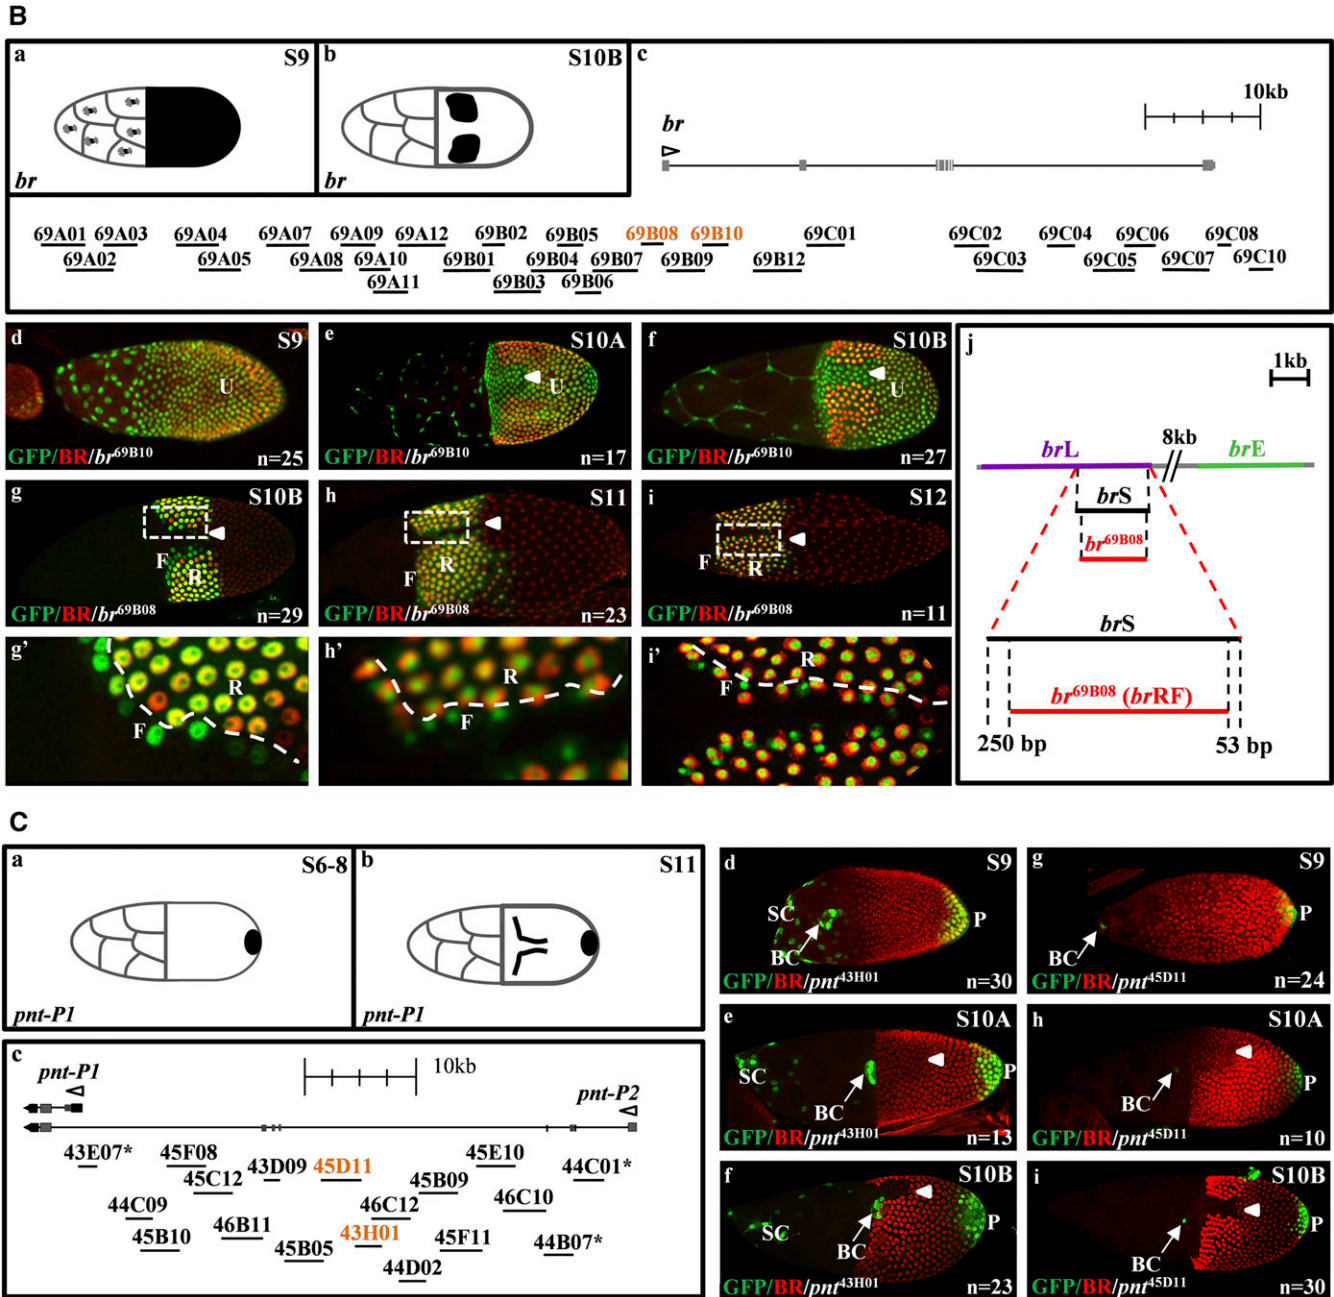 B
a
S9
br
b
S10B
br
c
10kb
br
69A01 69A03 69A04 69A07 69A09 69A12 69B02 69B05 69B08 69B10 69C01 69C02 69C04 69C06 69C08
69A02 69A05 69A08 69A10 69B01 69B04 69B07 69B09 69B12 69C03 69C05 69C07 69C10
69A11 69B03 69B06
d
S9
U
GFP/BR/br69B10
n=25
e
S10A
U
GFP/BR/br69B10
n=17
f
S10B
U
GFP/BR/br69B10
n=27
g
S10B
F
R
GFP/BR/br69B08
n=29
h
S11
F
R
GFP/BR/br69B08
n=23
i
S12
F
R
GFP/BR/br69B08
n=11
g'
R
F
h'
R
F
i'
R
F
j
1kb
8kb
brL
brE
brS
br69B08
brS
br69B08 (brRF)
250 bp
53 bp
C
a
S6-8
pnt-P1
b
S11
pnt-P1
c
10kb
pnt-P1
pnt-P2
43E07* 45F08 43D09 45D11 45E10 44C01*
45C12 45B09
44C09 46C12 46C10
45B10 46B11 43H01 45F11 44B07*
45B05
44D02
d
S9
SC
BC
P
GFP/BR/pnt43H01
n=30
g
S9
BC
P
GFP/BR/pnt45D11
n=24
e
S10A
SC
BC
P
GFP/BR/pnt43H01
n=13
h
S10A
BC
P
GFP/BR/pnt45D11
n=10
f
S10B
SC
BC
P
GFP/BR/pnt43H01
n=23
i
S10B
BC
P
GFP/BR/pnt45D11
n=30